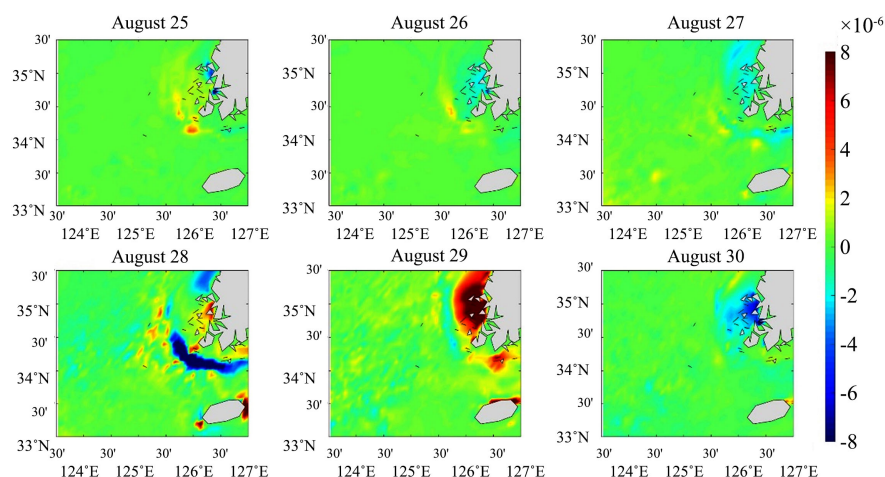 August 25
August 26
August 27
×10⁻⁶
30'
35°N
30'
34°N
30'
33°N
30'
30'
30'
30'
124°E
125°E
126°E
127°E
30'
35°N
30'
34°N
30'
33°N
30'
30'
30'
30'
124°E
125°E
126°E
127°E
30'
35°N
30'
34°N
30'
33°N
30'
30'
30'
30'
124°E
125°E
126°E
127°E
August 28
August 29
August 30
30'
35°N
30'
34°N
30'
33°N
30'
30'
30'
30'
124°E
125°E
126°E
127°E
30'
35°N
30'
34°N
30'
33°N
30'
30'
30'
30'
124°E
125°E
126°E
127°E
30'
35°N
30'
34°N
30'
33°N
30'
30'
30'
30'
124°E
125°E
126°E
127°E
8
6
4
2
0
-2
-4
-6
-8